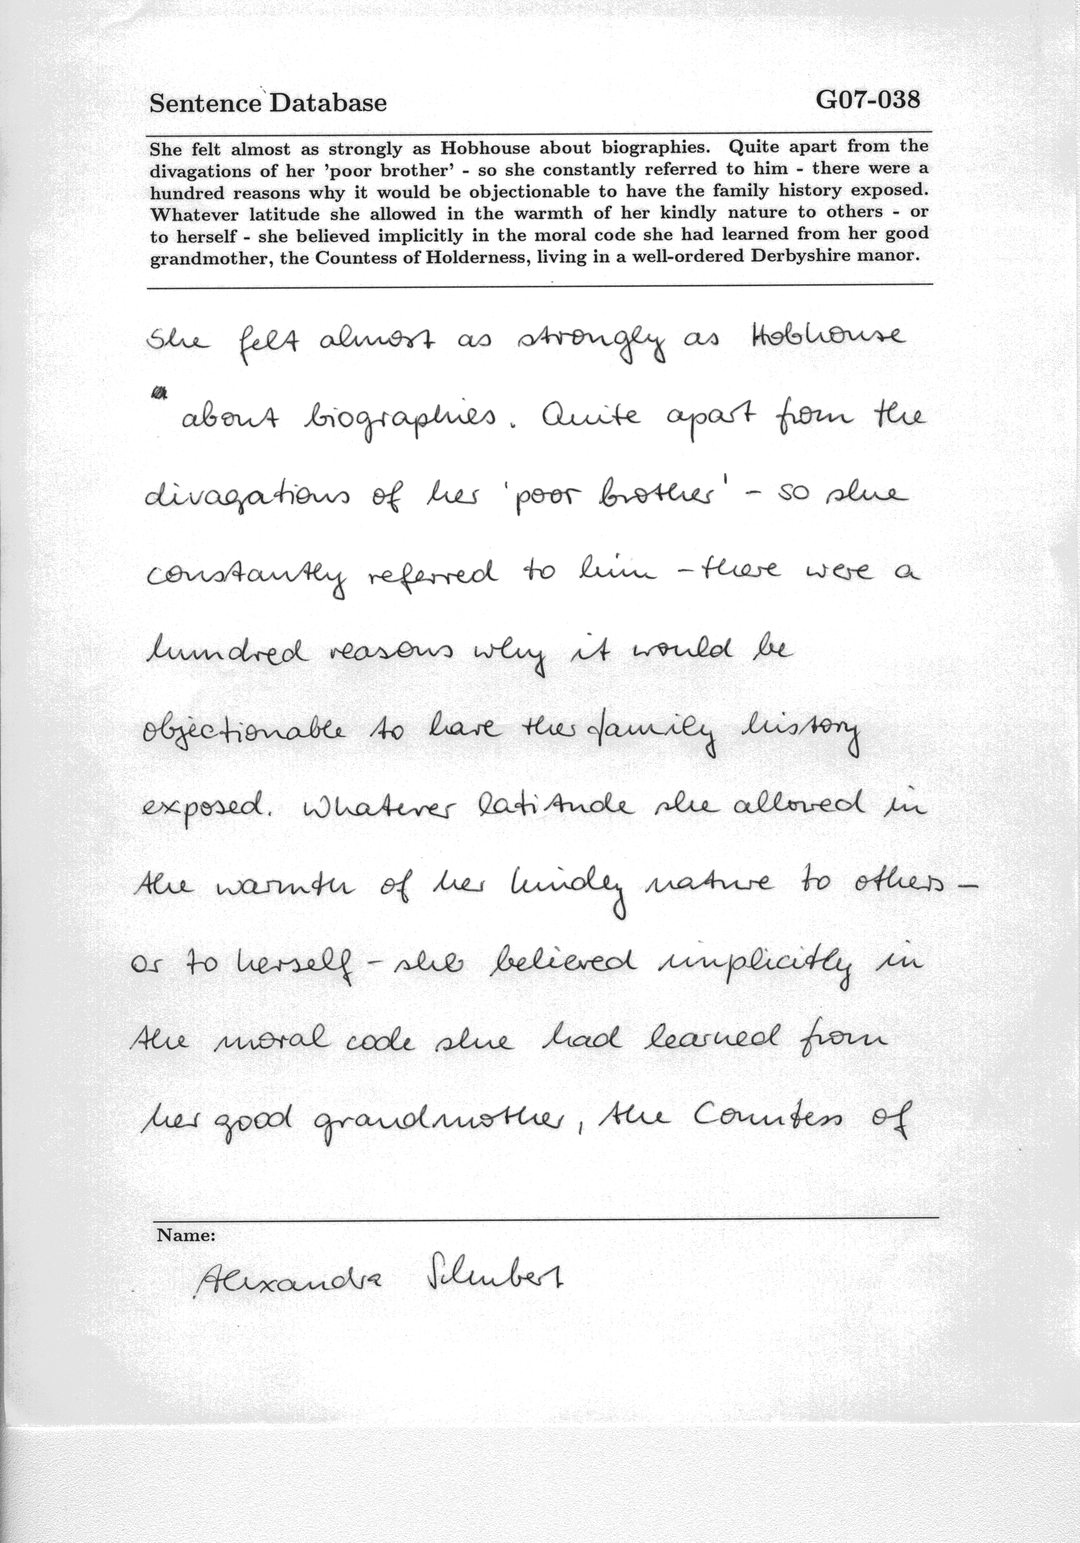 Sentence Database G07-038
She felt almost as strongly as Hobhouse about biographies. Quite apart from the
divagations of her 'poor brother' - so she constantly referred to him - there were a
hundred reasons why it would be objectionable to have the family history exposed.
Whatever latitude she allowed in the warmth of her kindly nature to others - or
to herself - she believed implicitly in the moral code she had learned from her good
grandmother, the Countess of Holderness, living in a well-ordered Derbyshire manor.
She felt almost as strongly as Hobhouse
about biographies. Quite apart from the
divagations of her 'poor brother' - so she
constantly referred to him - there were a
hundred reasons why it would be
objectionable to have the family history
exposed. Whatever latitude she allowed in
the warmth of her kindly nature to others -
or to herself - she believed implicitly in
the moral code she had learned from
her good grandmother, the Countess of
Name:
Alexandra Schubert